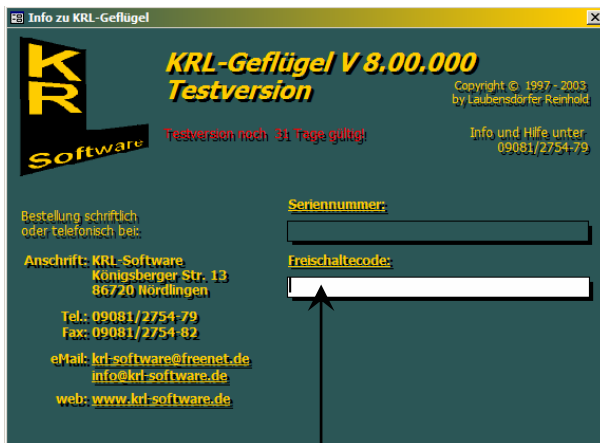 Info zu KRL-Geflügel
KR
Software
KRL-Geflügel V 8.00.000
Testversion
Copyright © 1997 - 2003
by Laubensdörfer Reinhold
Testversion noch 31 Tage gültig!
Info und Hilfe unter
09081/2754-79
Bestellung schriftlich
oder telefonisch bei:
Anschrift: KRL-Software
Königsberger Str. 13
86720 Nördlingen
Tel.: 09081/2754-79
Fax: 09081/2754-82
eMail: krl-software@freenet.de
info@krl-software.de
web: www.krl-software.de
Seriennummer:
Freischaltecode: